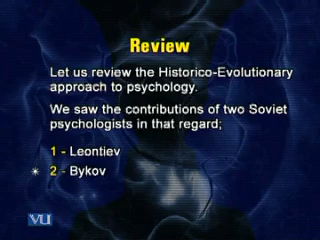 Review
Let us review the Historico-Evolutionary
approach to psychology.
We saw the contributions of two Soviet
psychologists in that regard;
1 - Leontiev
2 - Bykov
VU